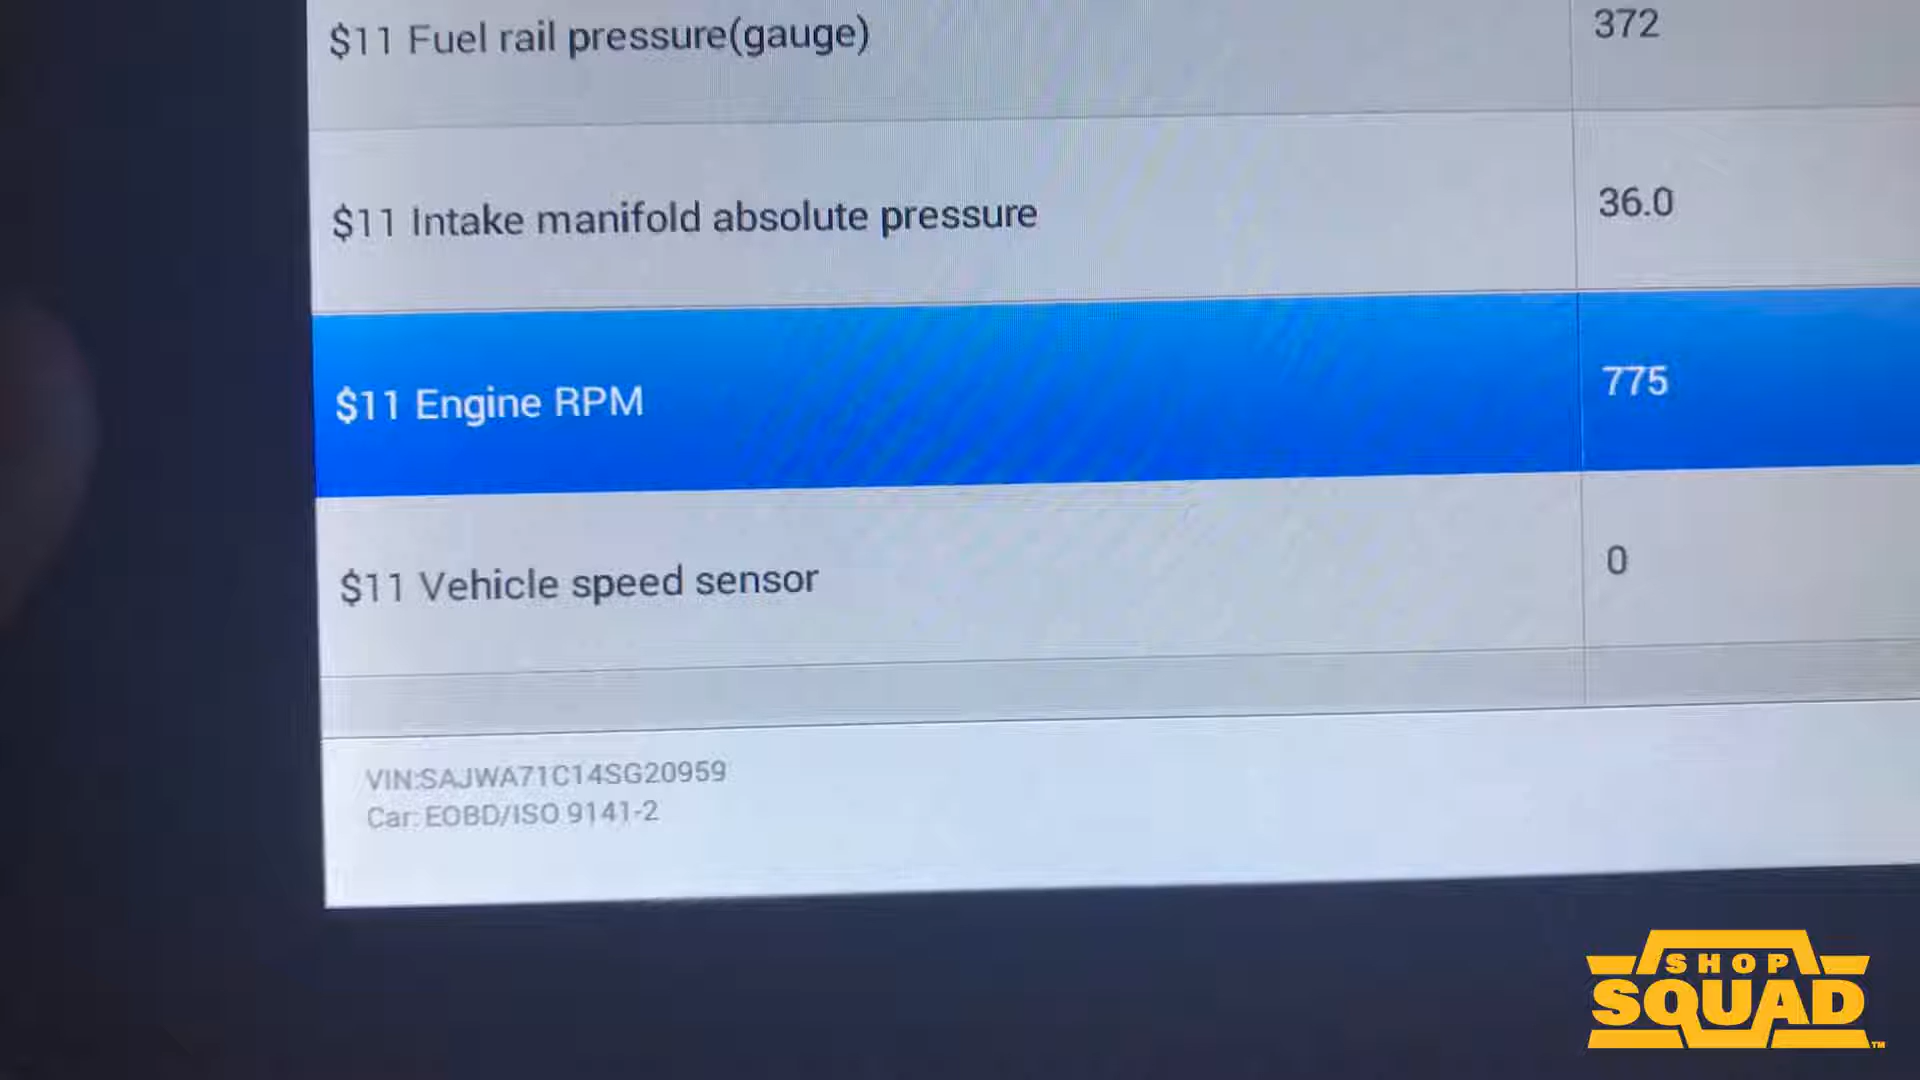 $11 Fuel rail pressure(gauge) 372
$11 Intake manifold absolute pressure 36.0
$11 Engine RPM 775
$11 Vehicle speed sensor 0
VIN:SAJWA71C14SG20959
Car: EOBD/ISO 9141-2
SHOP
SQUAD
TM